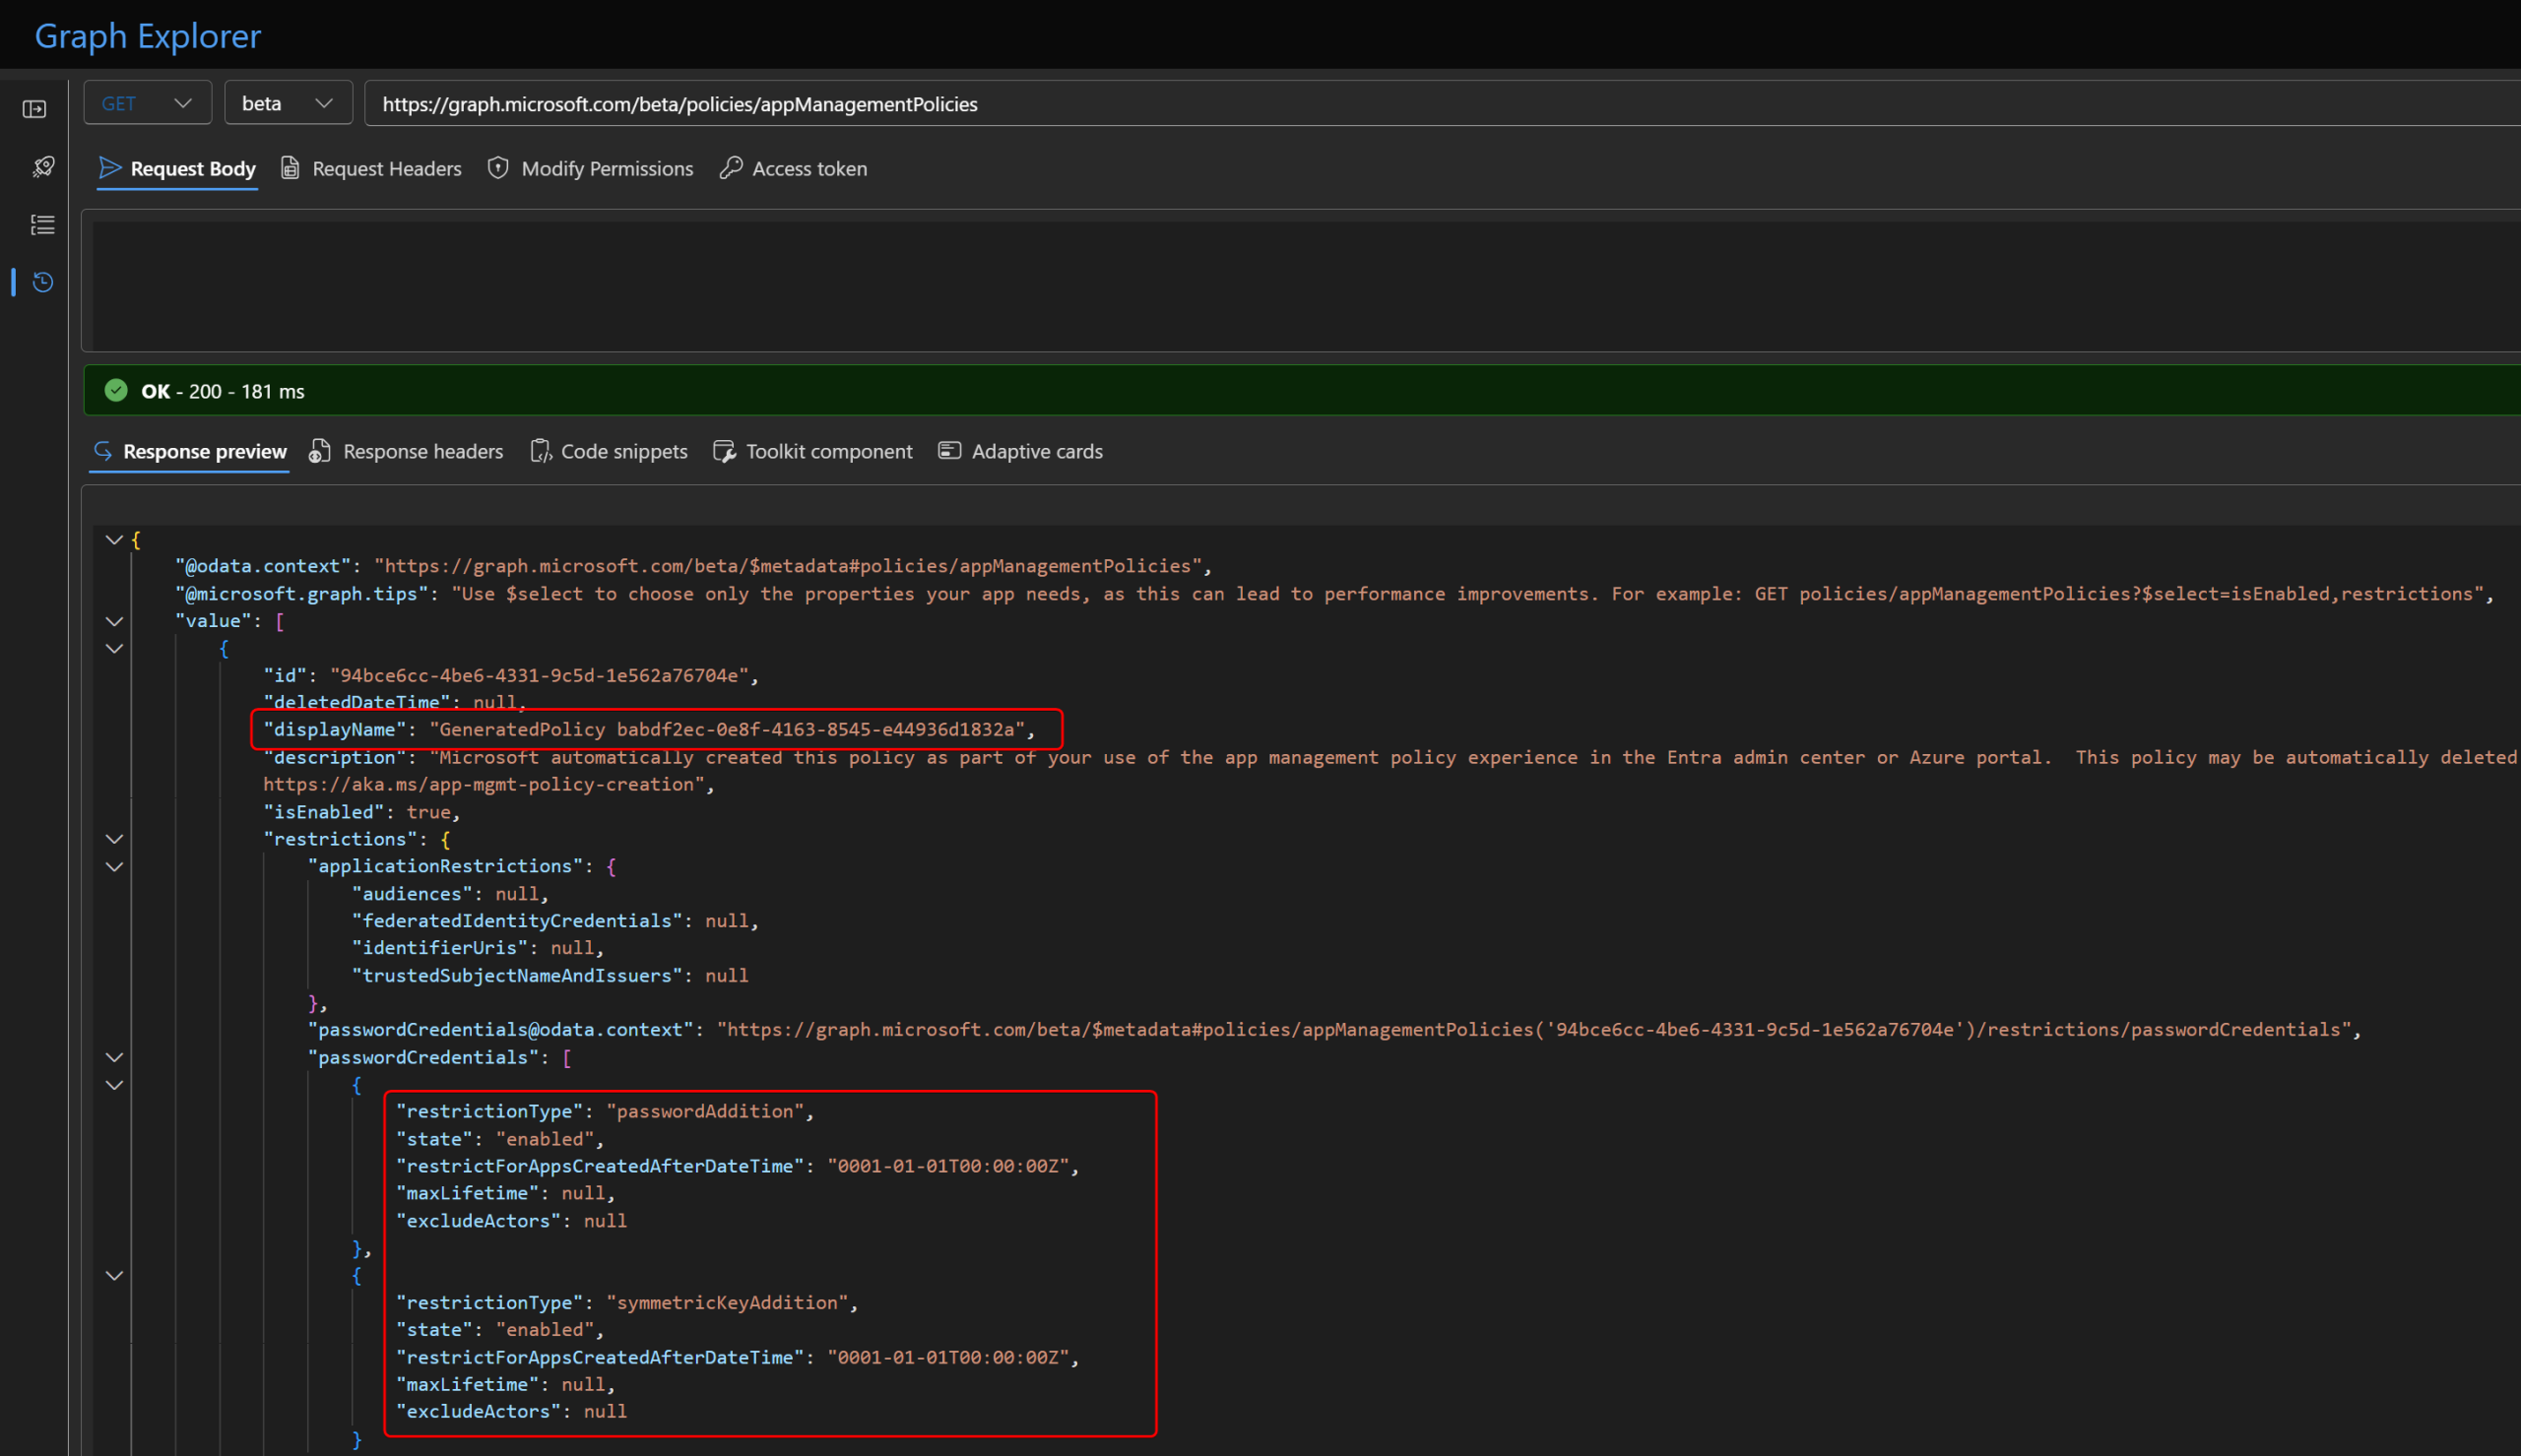 Graph Explorer
GET beta https://graph.microsoft.com/beta/policies/appManagementPolicies
Request Body Request Headers Modify Permissions Access token
OK - 200 - 181 ms
Response preview Response headers Code snippets Toolkit component Adaptive cards
{
"@odata.context": "https://graph.microsoft.com/beta/$metadata#policies/appManagementPolicies",
"@microsoft.graph.tips": "Use $select to choose only the properties your app needs, as this can lead to performance improvements. For example: GET policies/appManagementPolicies?$select=isEnabled,restrictions",
"value": [
{
"id": "94bce6cc-4be6-4331-9c5d-1e562a76704e",
"deletedDateTime": null,
"displayName": "GeneratedPolicy babdf2ec-0e8f-4163-8545-e44936d1832a",
"description": "Microsoft automatically created this policy as part of your use of the app management policy experience in the Entra admin center or Azure portal.  This policy may be automatically deleted
https://aka.ms/app-mgmt-policy-creation",
"isEnabled": true,
"restrictions": {
"applicationRestrictions": {
"audiences": null,
"federatedIdentityCredentials": null,
"identifierUris": null,
"trustedSubjectNameAndIssuers": null
},
"passwordCredentials@odata.context": "https://graph.microsoft.com/beta/$metadata#policies/appManagementPolicies('94bce6cc-4be6-4331-9c5d-1e562a76704e')/restrictions/passwordCredentials",
"passwordCredentials": [
{
"restrictionType": "passwordAddition",
"state": "enabled",
"restrictForAppsCreatedAfterDateTime": "0001-01-01T00:00:00Z",
"maxLifetime": null,
"excludeActors": null
},
{
"restrictionType": "symmetricKeyAddition",
"state": "enabled",
"restrictForAppsCreatedAfterDateTime": "0001-01-01T00:00:00Z",
"maxLifetime": null,
"excludeActors": null
}